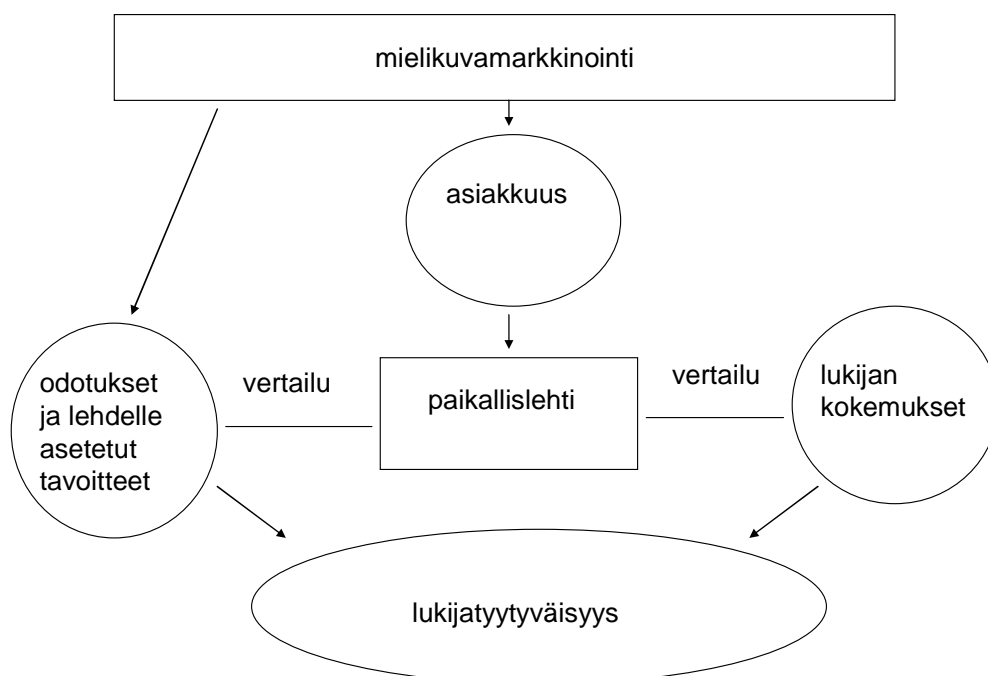 mielikuvamarkkinointi
asiakkuus
odotukset
ja lehdelle
asetetut
tavoitteet
vertailu
paikallislehti
vertailu
lukijan
kokemukset
lukijatyytyväisyys